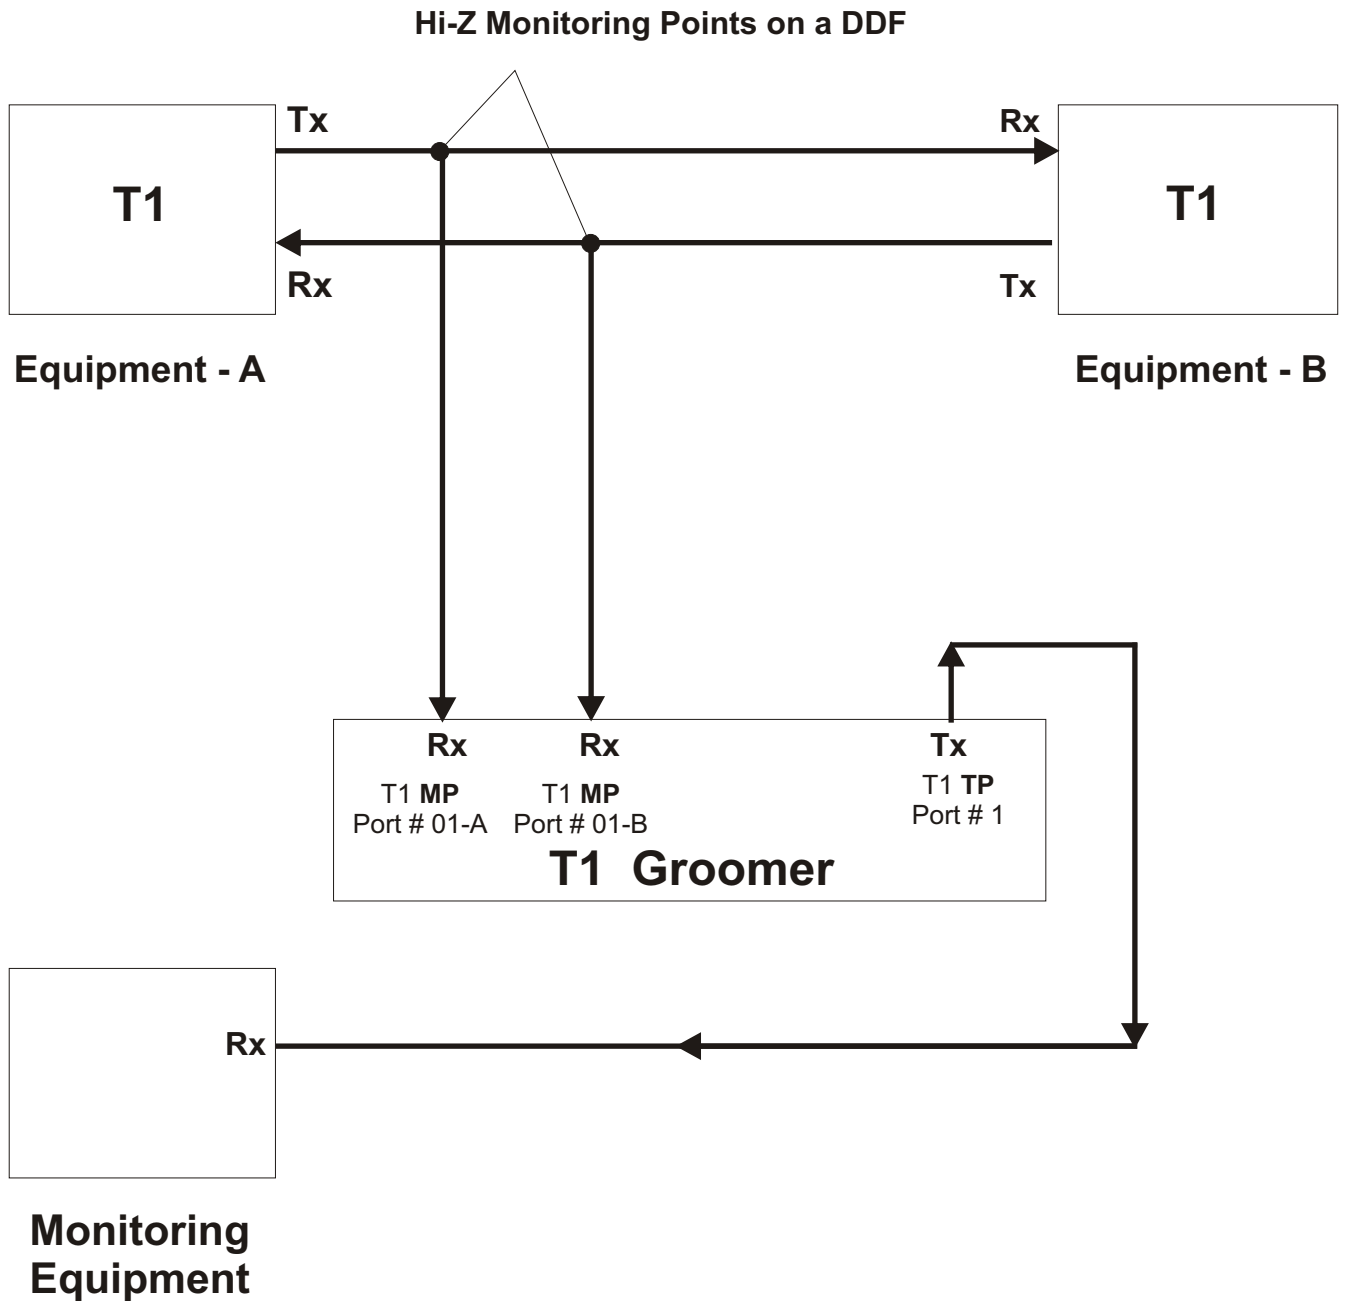 Hi-Z Monitoring Points on a DDF
Tx
Rx
T1
T1
Rx
Tx
Equipment - A
Equipment - B
Rx
Rx
Tx
T1 MP
Port # 01-A
T1 MP
Port # 01-B
T1 TP
Port # 1
T1 Groomer
Rx
Monitoring
Equipment